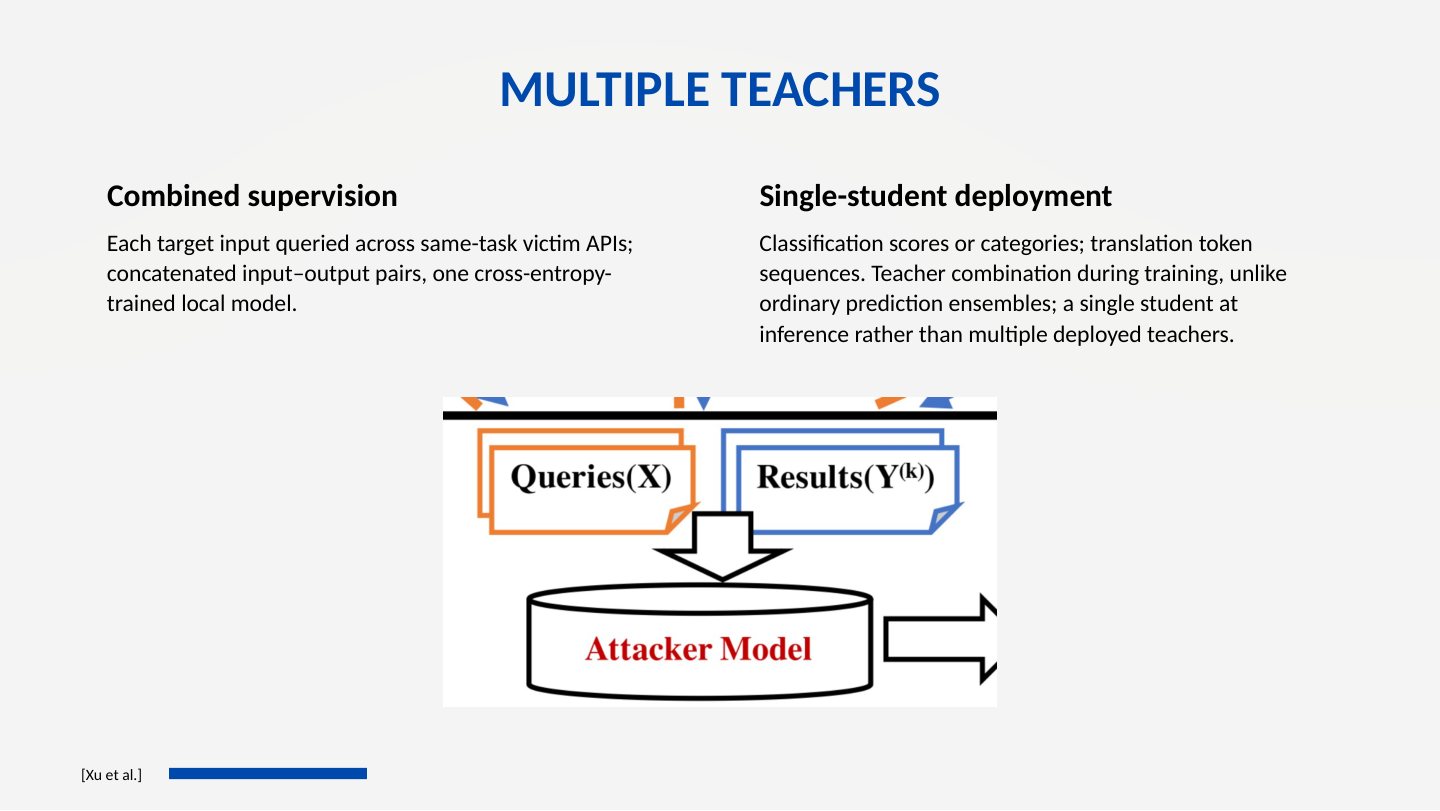 MULTIPLE TEACHERS
Combined supervision
Each target input queried across same-task victim APIs;
concatenated input–output pairs, one cross-entropy-
trained local model.
Single-student deployment
Classification scores or categories; translation token
sequences. Teacher combination during training, unlike
ordinary prediction ensembles; a single student at
inference rather than multiple deployed teachers.
Queries(X)
Results(Y⁽ᵏ⁾)
Attacker Model
[Xu et al.]